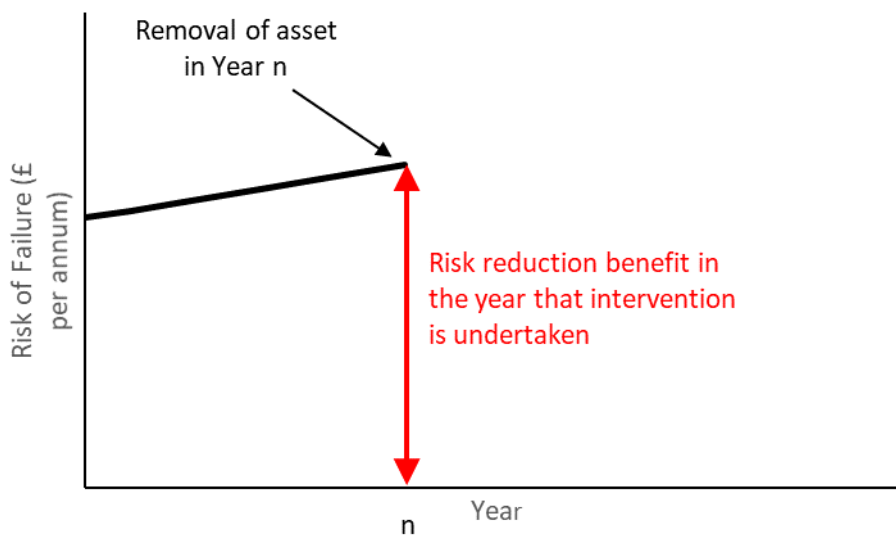 Removal of asset
in Year n
Risk of Failure (£
per annum)
Risk reduction benefit in
the year that intervention
is undertaken
n
Year